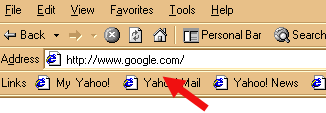 File Edit View Favorites Tools Help
Back Personal Bar Search
Address http://www.google.com/
Links My Yahoo! Yahoo! Mail Yahoo! News